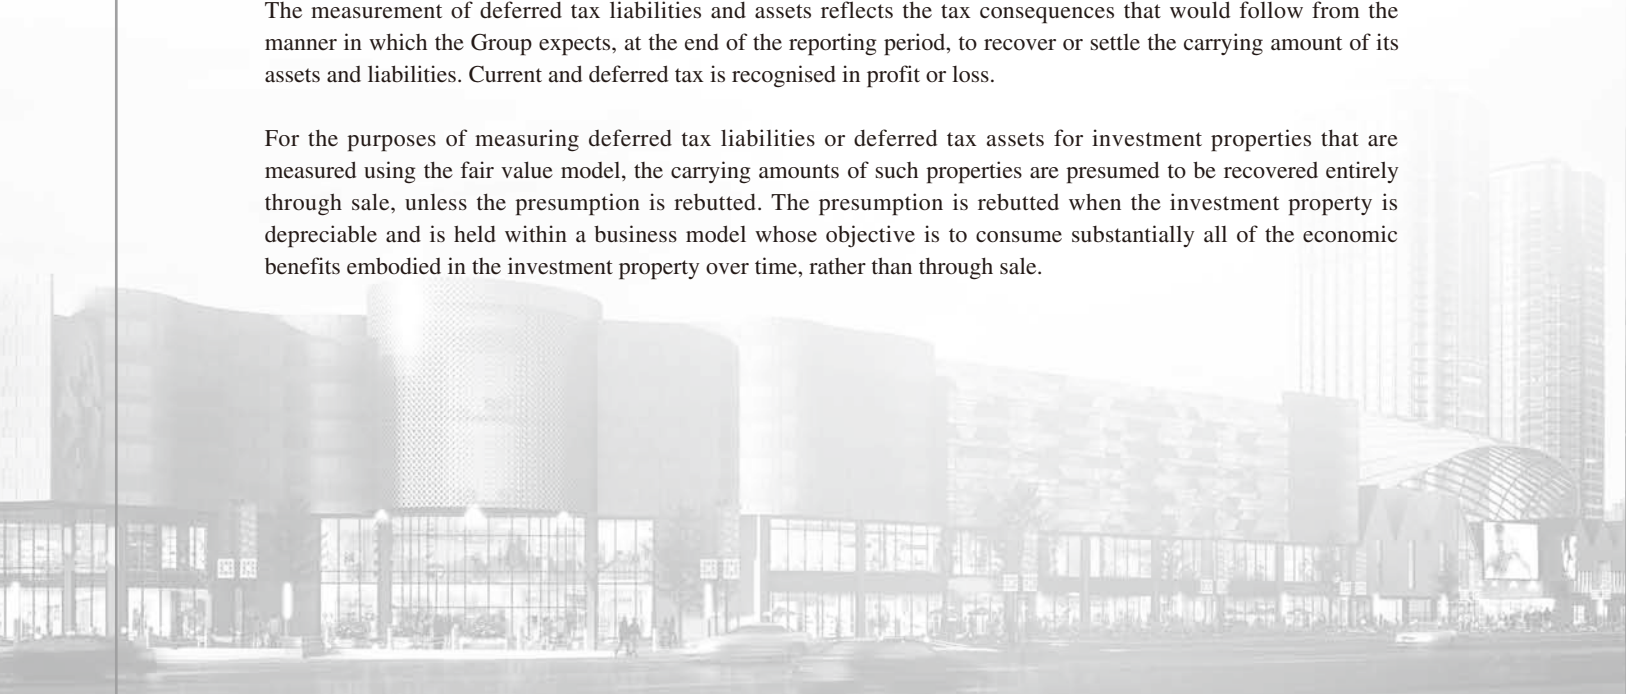 The measurement of deferred tax liabilities and assets reflects the tax consequences that would follow from the
manner in which the Group expects, at the end of the reporting period, to recover or settle the carrying amount of its
assets and liabilities. Current and deferred tax is recognised in profit or loss.
For the purposes of measuring deferred tax liabilities or deferred tax assets for investment properties that are
measured using the fair value model, the carrying amounts of such properties are presumed to be recovered entirely
through sale, unless the presumption is rebutted. The presumption is rebutted when the investment property is
depreciable and is held within a business model whose objective is to consume substantially all of the economic
benefits embodied in the investment property over time, rather than through sale.